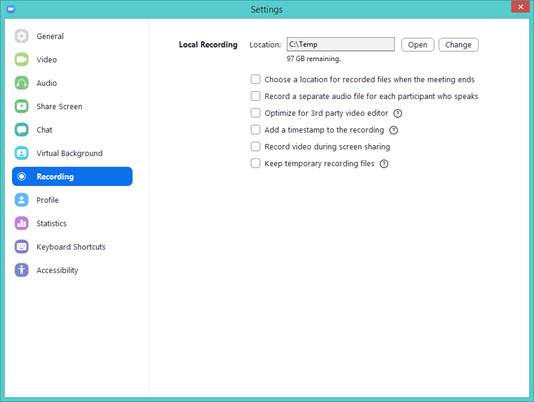 Settings
General
Video
Audio
Share Screen
Chat
Virtual Background
Recording
Profile
Statistics
Keyboard Shortcuts
Accessibility
Local Recording Location: C:\Temp Open Change
97 GB remaining.
Choose a location for recorded files when the meeting ends
Record a separate audio file for each participant who speaks
Optimize for 3rd party video editor ?
Add a timestamp to the recording ?
Record video during screen sharing
Keep temporary recording files ?